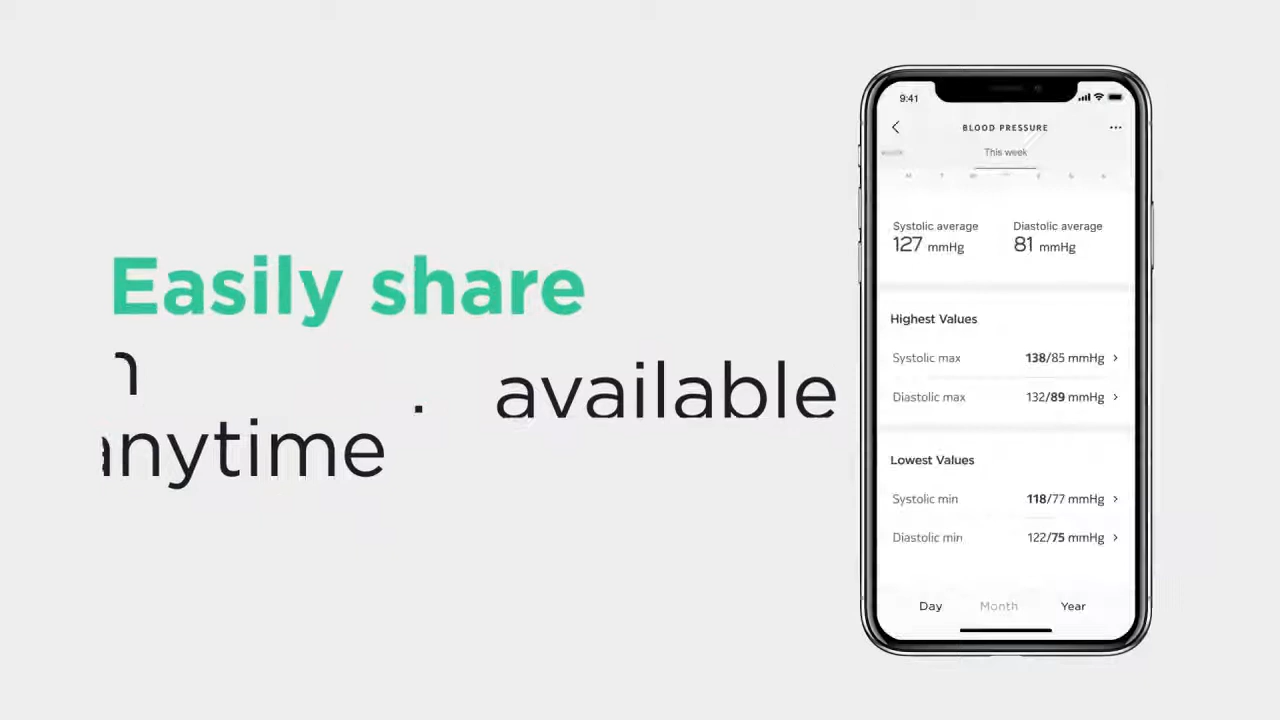 Easily share
available
anytime
9:41
BLOOD PRESSURE
This week
Systolic average
Diastolic average
127 mmHg
81 mmHg
Highest Values
Systolic max
138/85 mmHg
Diastolic max
132/89 mmHg
Lowest Values
Systolic min
118/77 mmHg
Diastolic min
122/75 mmHg
Day
Month
Year